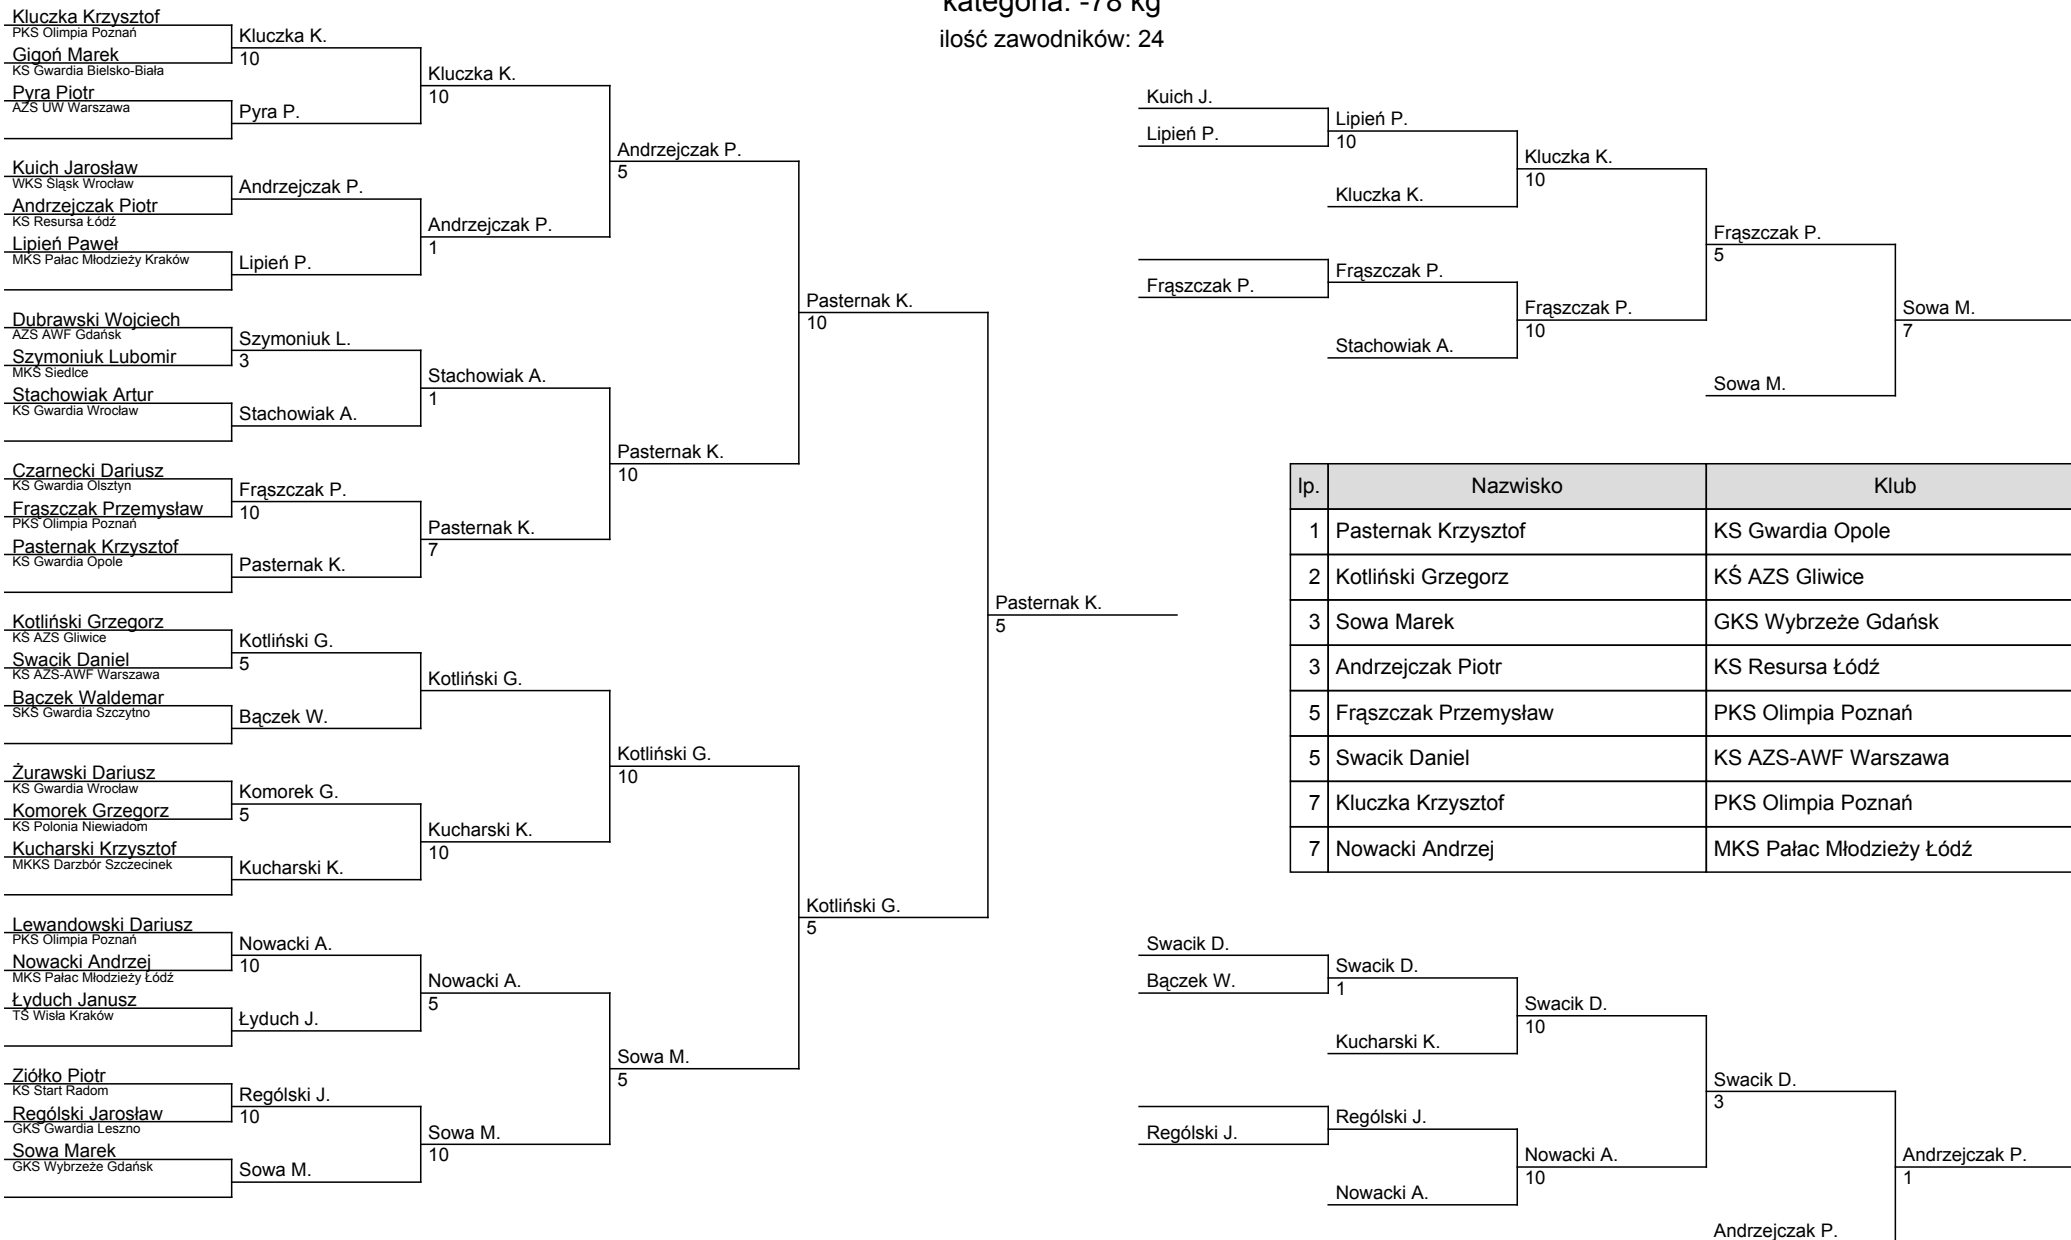 kategoria: -78 kg
ilość zawodników: 24
Kluczka Krzysztof
PKS Olimpia Poznań
Gigoń Marek
KS Gwardia Bielsko-Biała
Pyra Piotr
AZS UW Warszawa
Kuich Jarosław
WKS Śląsk Wrocław
Andrzejczak Piotr
KS Resursa Łódź
Lipień Paweł
MKS Pałac Młodzieży Kraków
Dubrawski Wojciech
AZS AWF Gdańsk
Szymoniuk Lubomir
MKS Siedlce
Stachowiak Artur
KS Gwardia Wrocław
Czarnecki Dariusz
KS Gwardia Olsztyn
Frąszczak Przemysław
PKS Olimpia Poznań
Pasternak Krzysztof
KS Gwardia Opole
Kotliński Grzegorz
KŚ AZS Gliwice
Swacik Daniel
KS AZS-AWF Warszawa
Bączek Waldemar
SKS Gwardia Szczytno
Żurawski Dariusz
KS Gwardia Wrocław
Komorek Grzegorz
KS Polonia Niewiadom
Kucharski Krzysztof
MKKS Darzbór Szczecinek
Lewandowski Dariusz
PKS Olimpia Poznań
Nowacki Andrzej
MKS Pałac Młodzieży Łódź
Łyduch Janusz
TS Wisła Kraków
Ziółko Piotr
KS Start Radom
Rególski Jarosław
GKS Gwardia Leszno
Sowa Marek
GKS Wybrzeże Gdańsk
Kluczka K.
10
Pyra P.
Andrzejczak P.
Lipień P.
Szymoniuk L.
3
Stachowiak A.
Frąszczak P.
10
Pasternak K.
Kotliński G.
5
Bączek W.
Komorek G.
5
Kucharski K.
Nowacki A.
10
Łyduch J.
Rególski J.
10
Sowa M.
Kluczka K.
10
Andrzejczak P.
1
Stachowiak A.
1
Pasternak K.
7
Kotliński G.
Kucharski K.
10
Nowacki A.
5
Sowa M.
10
Andrzejczak P.
5
Pasternak K.
10
Kotliński G.
10
Sowa M.
5
Pasternak K.
10
Kotliński G.
5
Pasternak K.
5
Kuich J.
Lipień P.
Frąszczak P.
Lipień P.
10
Kluczka K.
Frąszczak P.
Stachowiak A.
Kluczka K.
10
Frąszczak P.
10
Frąszczak P.
5
Sowa M.
Sowa M.
7
lp. Nazwisko Klub
1 Pasternak Krzysztof KS Gwardia Opole
2 Kotliński Grzegorz KŚ AZS Gliwice
3 Sowa Marek GKS Wybrzeże Gdańsk
3 Andrzejczak Piotr KS Resursa Łódź
5 Frąszczak Przemysław PKS Olimpia Poznań
5 Swacik Daniel KS AZS-AWF Warszawa
7 Kluczka Krzysztof PKS Olimpia Poznań
7 Nowacki Andrzej MKS Pałac Młodzieży Łódź
Swacik D.
Bączek W.
Rególski J.
Swacik D.
1
Kucharski K.
Rególski J.
Nowacki A.
Swacik D.
10
Nowacki A.
10
Swacik D.
3
Andrzejczak P.
Andrzejczak P.
1